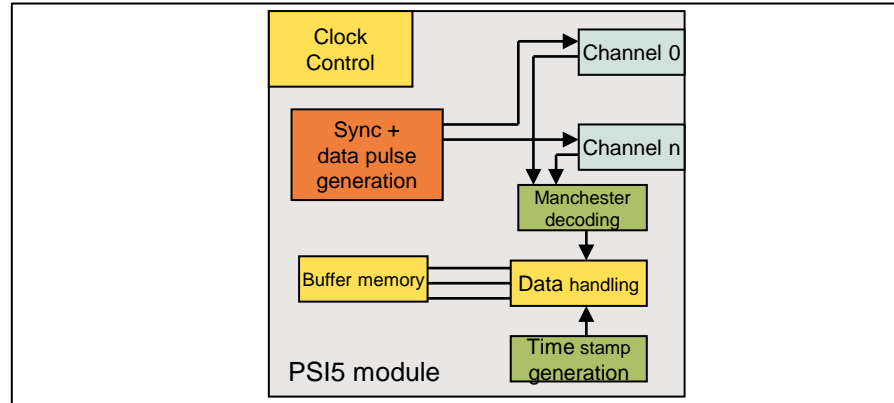 Clock
Control
Channel 0
Sync +
data pulse
generation
Channel n
Manchester
decoding
Buffer memory
Data handling
Time stamp
generation
PSI5 module